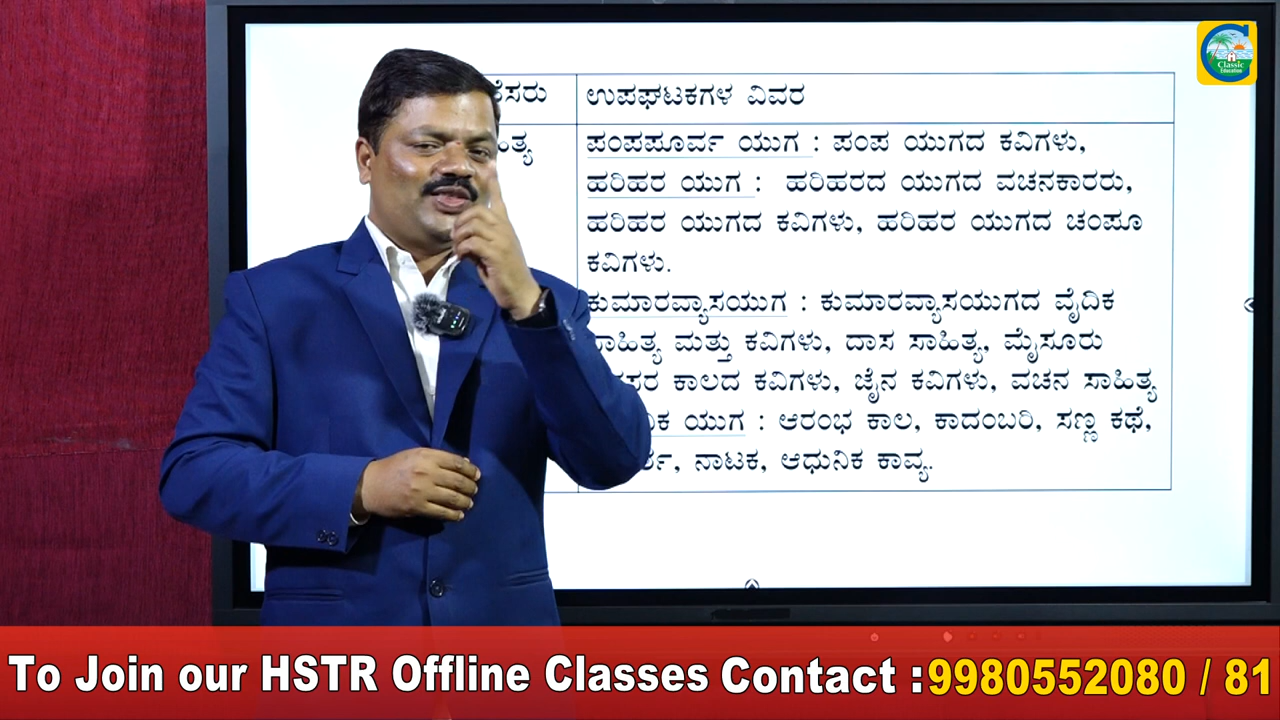 Classic
Education
ಉಪಘಟಕಗಳ ವಿವರ
ಪಂಪಪೂರ್ವ ಯುಗ : ಪಂಪ ಯುಗದ ಕವಿಗಳು,
ಹರಿಹರ ಯುಗ : ಹರಿಹರದ ಯುಗದ ವಚನಕಾರರು,
ಹರಿಹರ ಯುಗದ ಕವಿಗಳು, ಹರಿಹರ ಯುಗದ ಚಂಪೂ
ಕವಿಗಳು.
ಕುಮಾರವ್ಯಾಸಯುಗ : ಕುಮಾರವ್ಯಾಸಯುಗದ ವೈದಿಕ
ಮತ್ತು ಕವಿಗಳು, ದಾಸ ಸಾಹಿತ್ಯ, ಮೈಸೂರು
ಕಾಲದ ಕವಿಗಳು, ಜೈನ ಕವಿಗಳು, ವಚನ ಸಾಹಿತ್ಯ
ಯುಗ : ಆರಂಭ ಕಾಲ, ಕಾದಂಬರಿ, ಸಣ್ಣ ಕಥೆ,
ನಾಟಕ, ಆಧುನಿಕ ಕಾವ್ಯ.
To Join our HSTR Offline Classes Contact : 9980552080 / 81